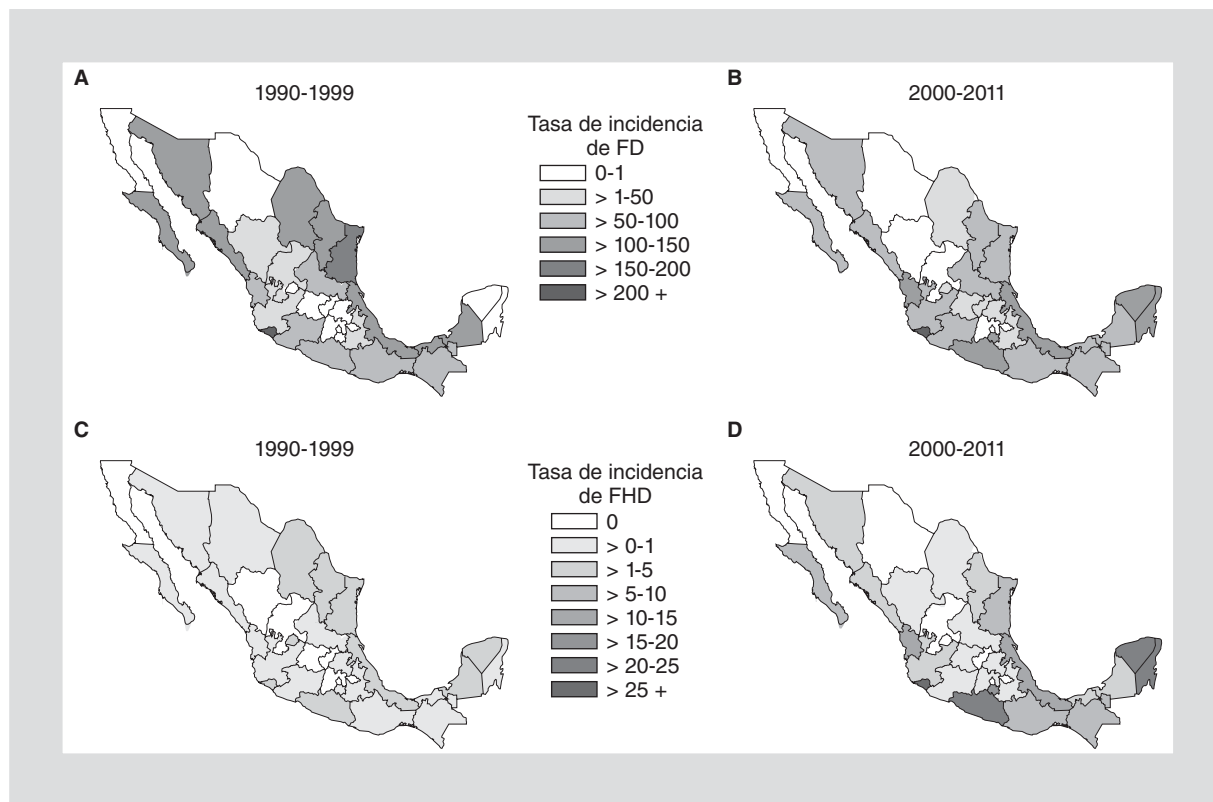 A
1990-1999
Tasa de incidencia
de FD
0-1
> 1-50
> 50-100
> 100-150
> 150-200
> 200 +
B
2000-2011
C
1990-1999
Tasa de incidencia
de FHD
0
> 0-1
> 1-5
> 5-10
> 10-15
> 15-20
> 20-25
> 25 +
D
2000-2011